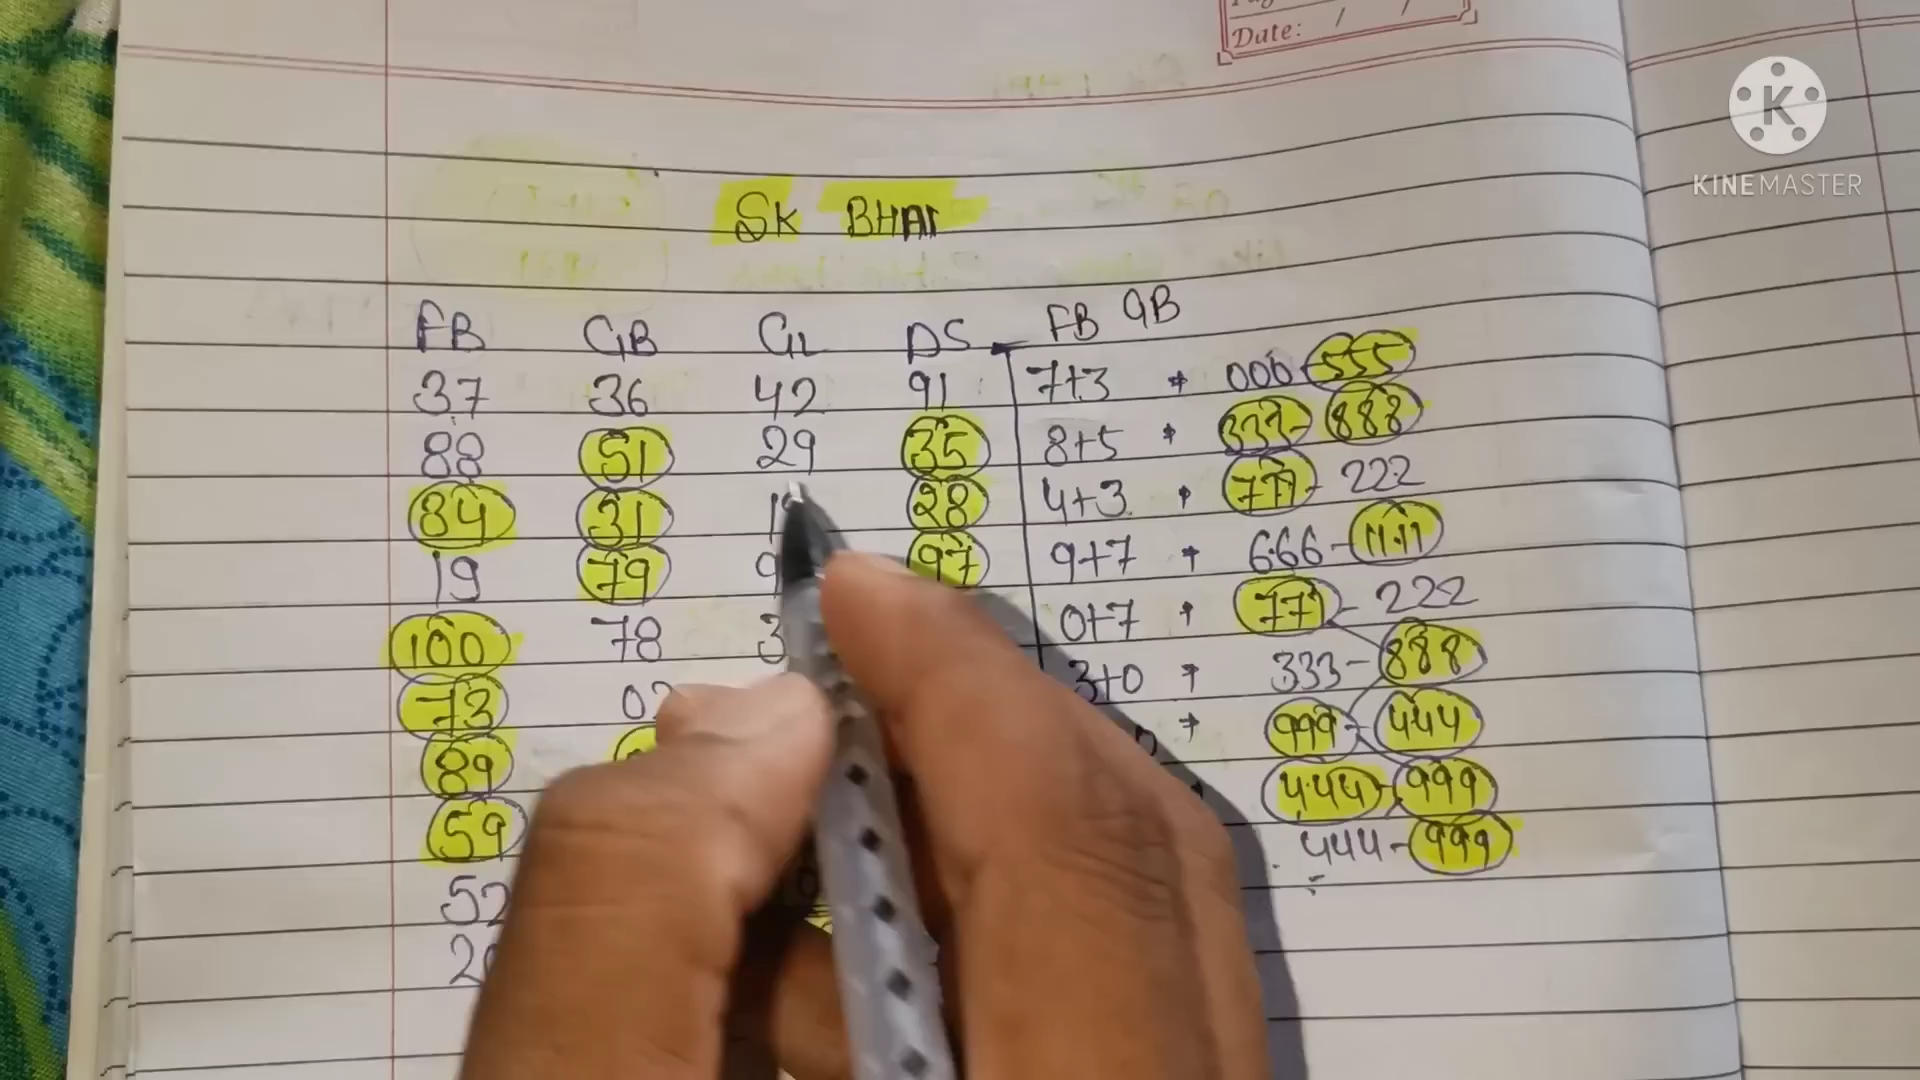 Date: / /
KINEMASTER
SK BHAI
FB GB GL DS FB GB
37 36 42 91 7+3 000 555
88 51 29 35 8+5 333- 888
84 31 28 4+3 777- 222
19 79 97 9+7 666- 1111
100 78 0+7 777- 222
73 3+0 333- 888
89 999 444
59 444- 999
52 444- 999